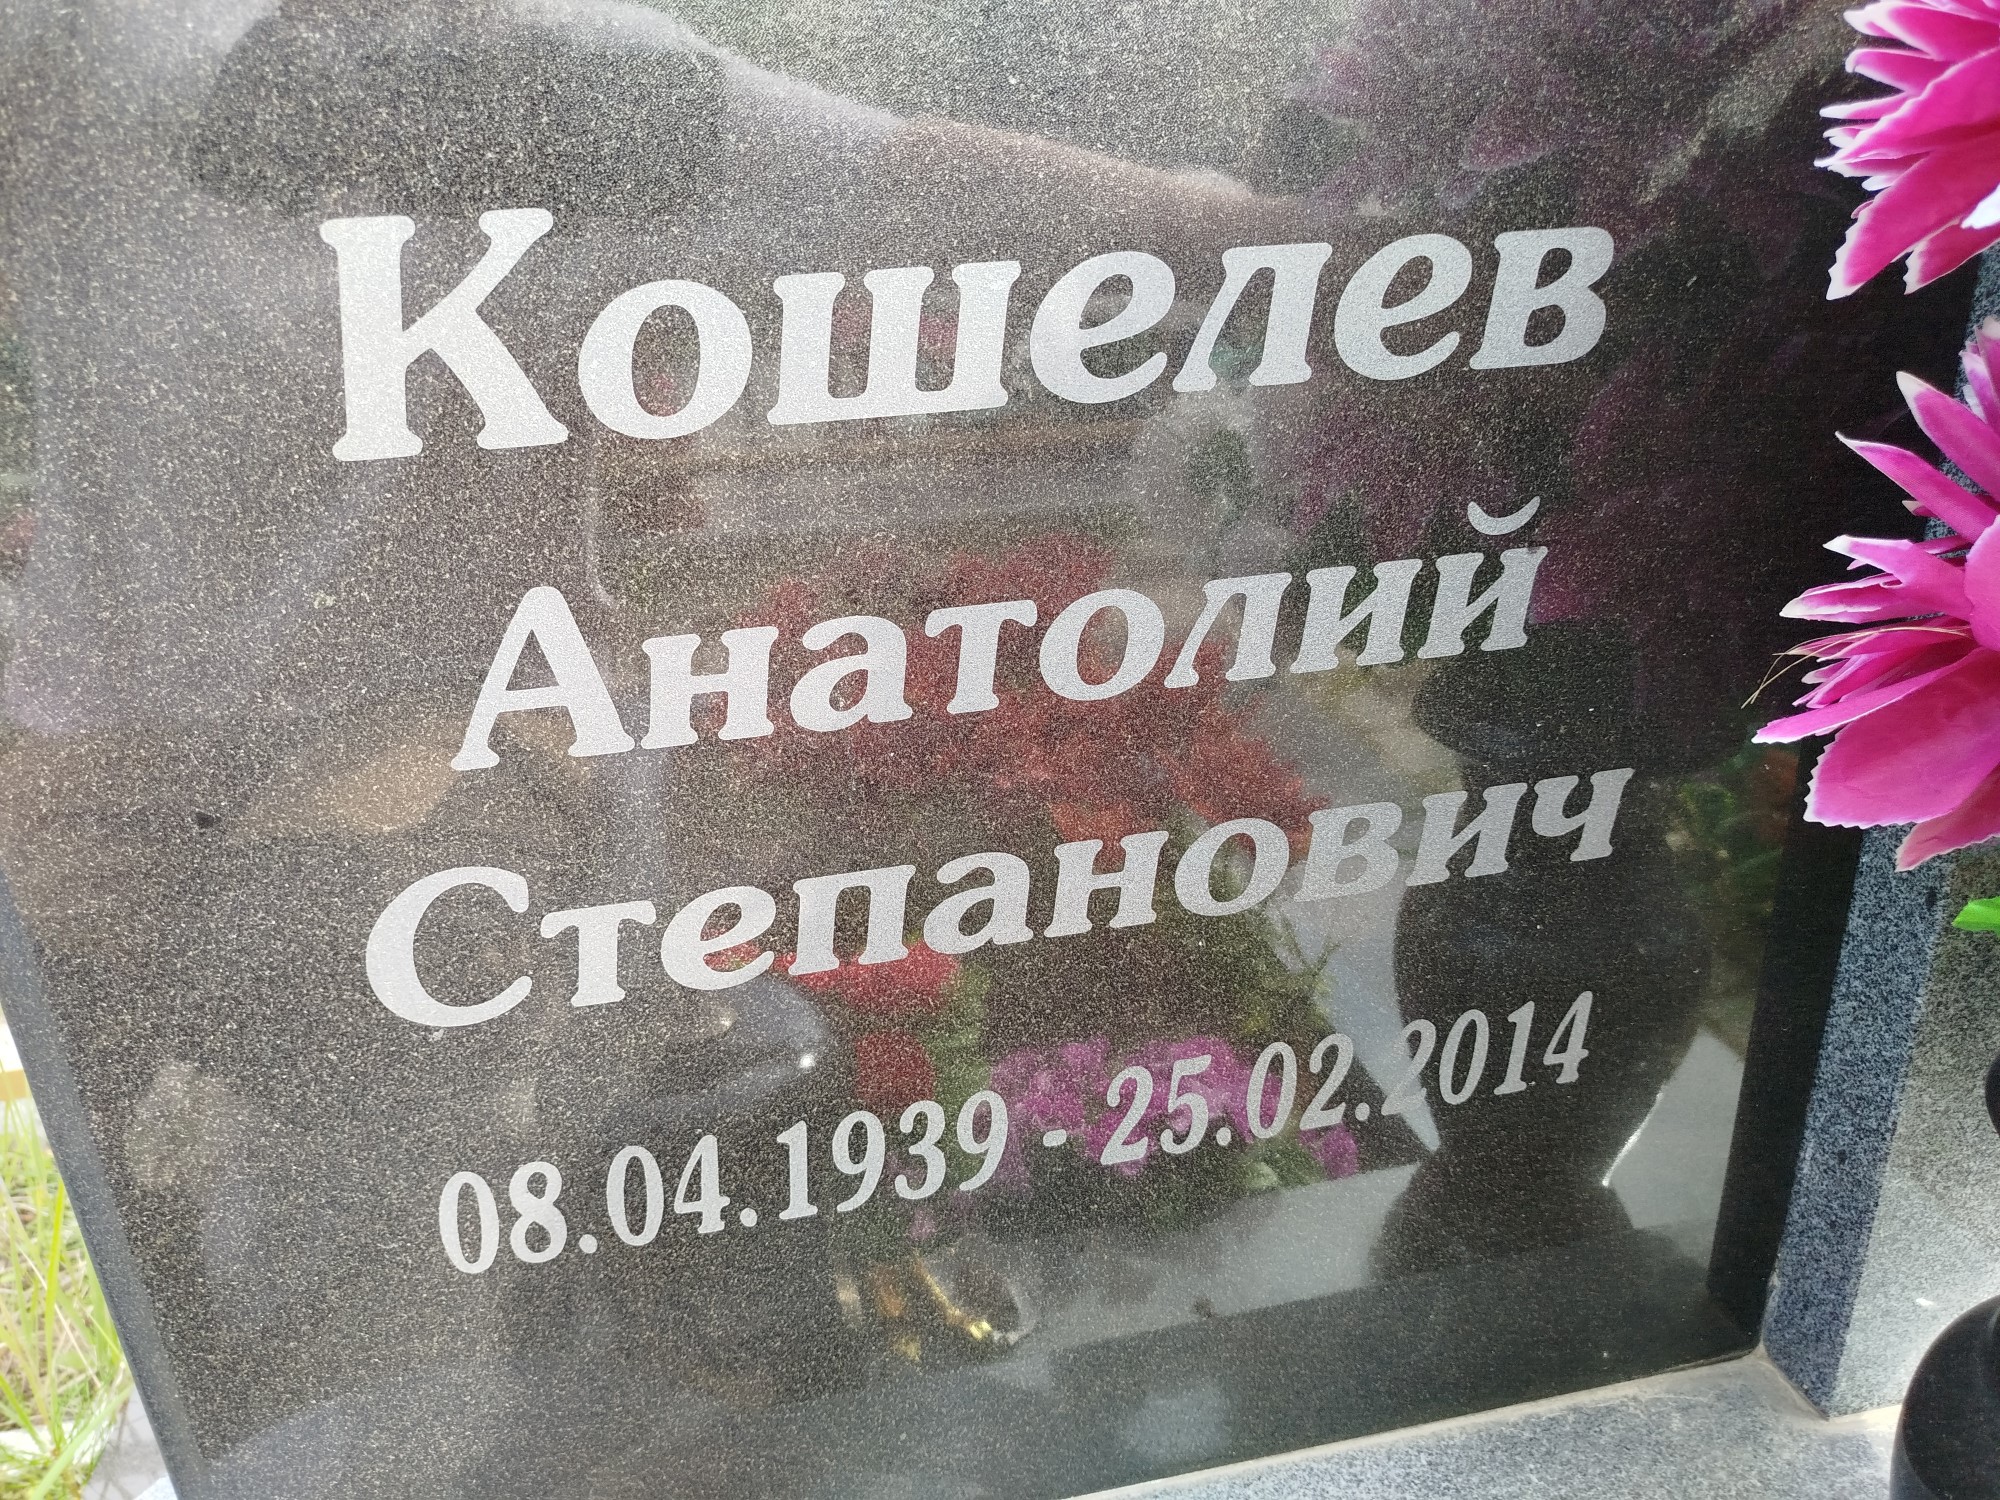 Кошелев
Анатолий
Степанович
08.04.1939 - 25.02.2014